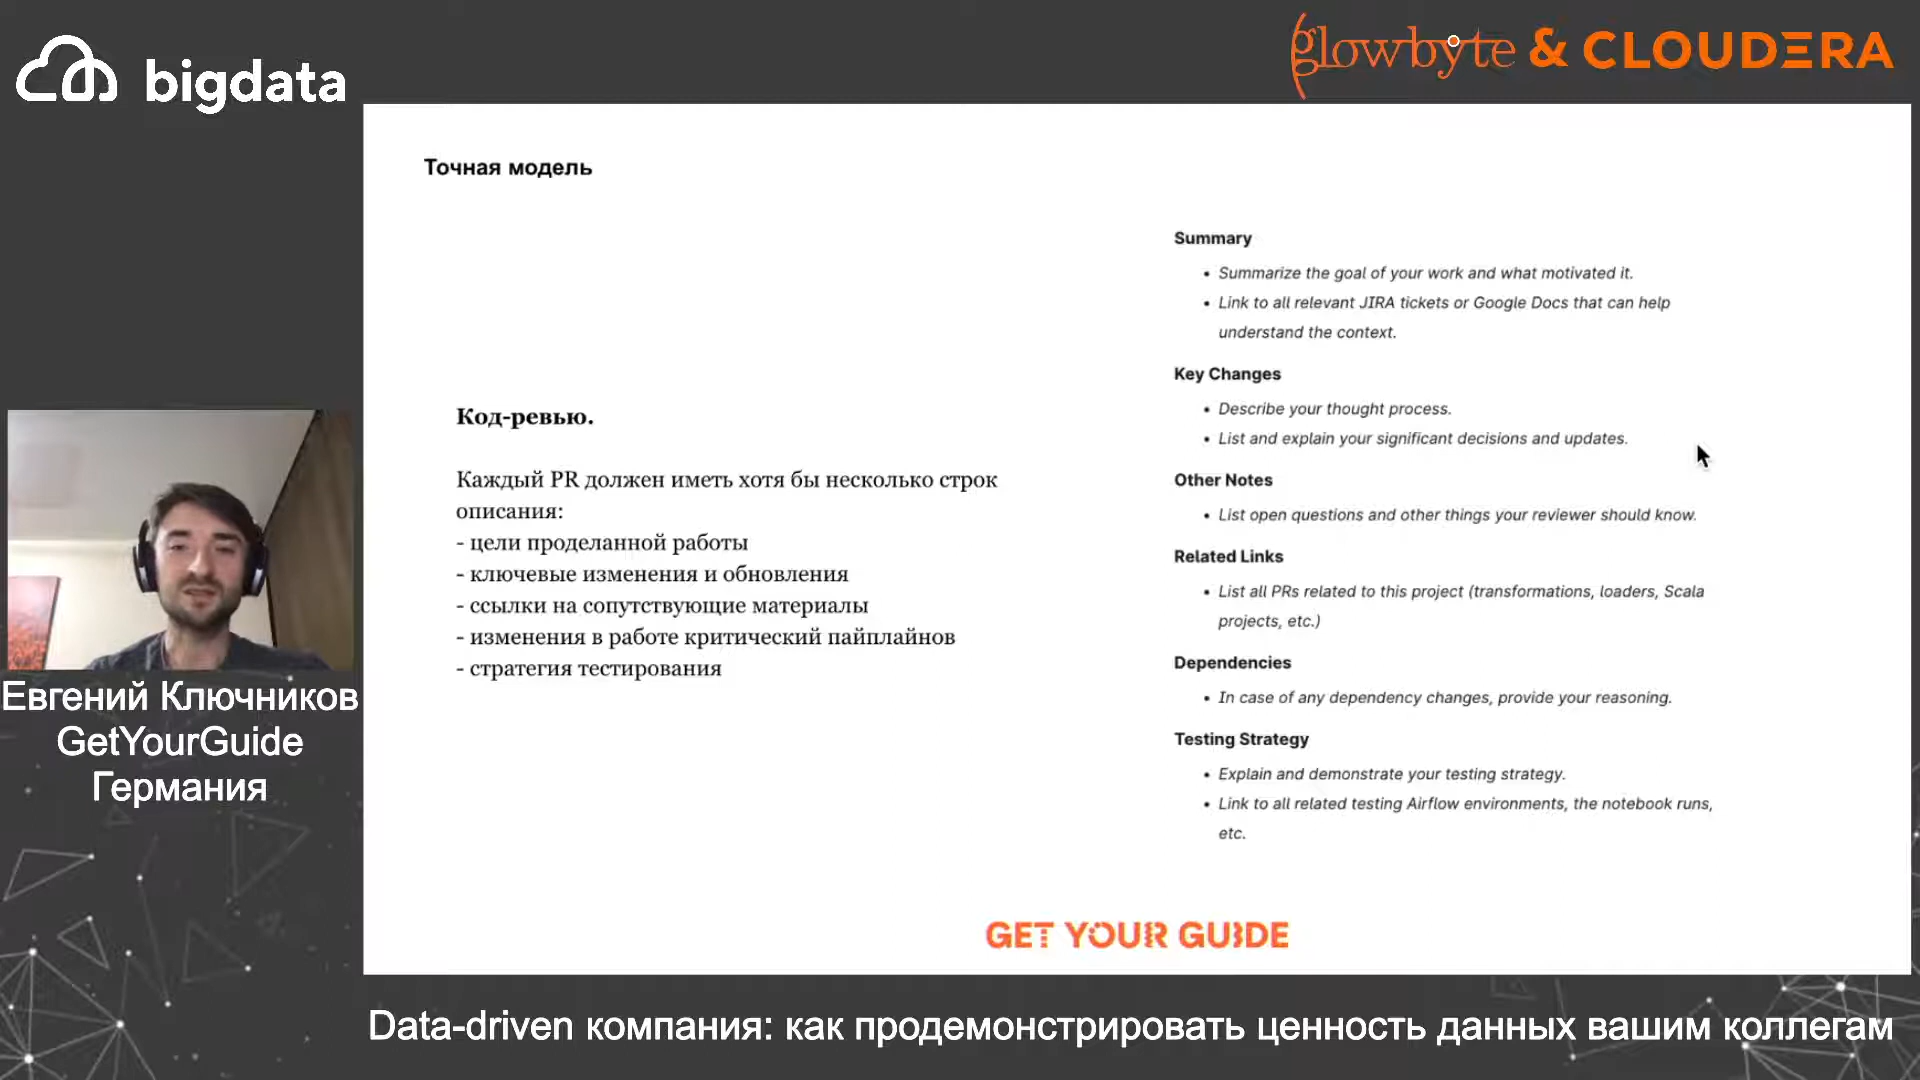 bigdata
glowbyte & CLOUDERA
Точная модель
Код-ревью.
Каждый PR должен иметь хотя бы несколько строк
описания:
- цели проделанной работы
- ключевые изменения и обновления
- ссылки на сопутствующие материалы
- изменения в работе критический пайплайнов
- стратегия тестирования
Summary
• Summarize the goal of your work and what motivated it.
• Link to all relevant JIRA tickets or Google Docs that can help
understand the context.
Key Changes
• Describe your thought process.
• List and explain your significant decisions and updates.
Other Notes
• List open questions and other things your reviewer should know.
Related Links
• List all PRs related to this project (transformations, loaders, Scala
projects, etc.)
Dependencies
• In case of any dependency changes, provide your reasoning.
Testing Strategy
• Explain and demonstrate your testing strategy.
• Link to all related testing Airflow environments, the notebook runs,
etc.
GET YOUR GUIDE
Евгений Ключников
GetYourGuide
Германия
Data-driven компания: как продемонстрировать ценность данных вашим коллегам